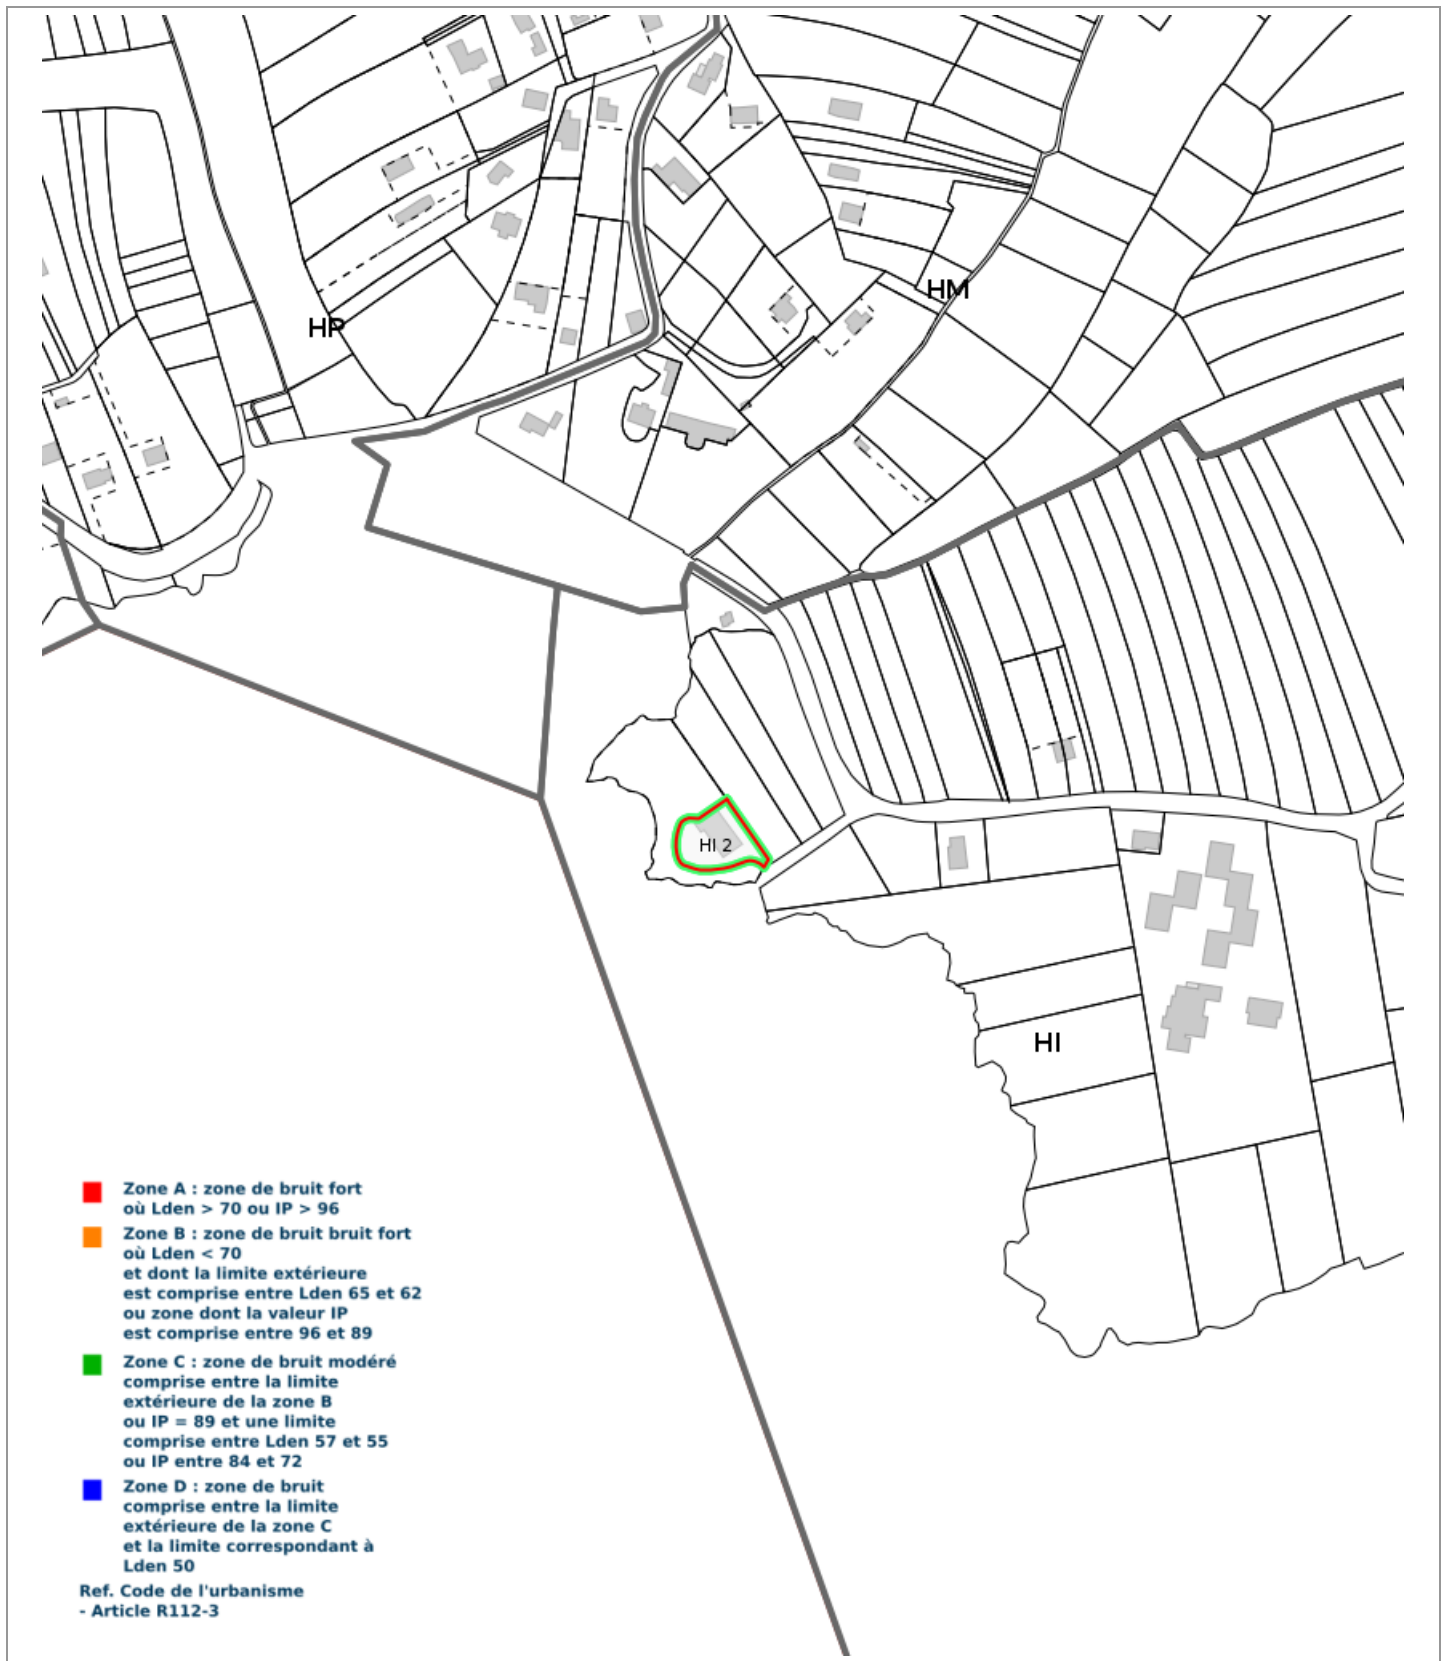 HM
HP
HI 2
HI
Zone A : zone de bruit fort
où Lden > 70 ou IP > 96
Zone B : zone de bruit bruit fort
où Lden < 70
et dont la limite extérieure
est comprise entre Lden 65 et 62
ou zone dont la valeur IP
est comprise entre 96 et 89
Zone C : zone de bruit modéré
comprise entre la limite
extérieure de la zone B
ou IP = 89 et une limite
comprise entre Lden 57 et 55
ou IP entre 84 et 72
Zone D : zone de bruit
comprise entre la limite
extérieure de la zone C
et la limite correspondant à
Lden 50
Ref. Code de l'urbanisme
- Article R112-3